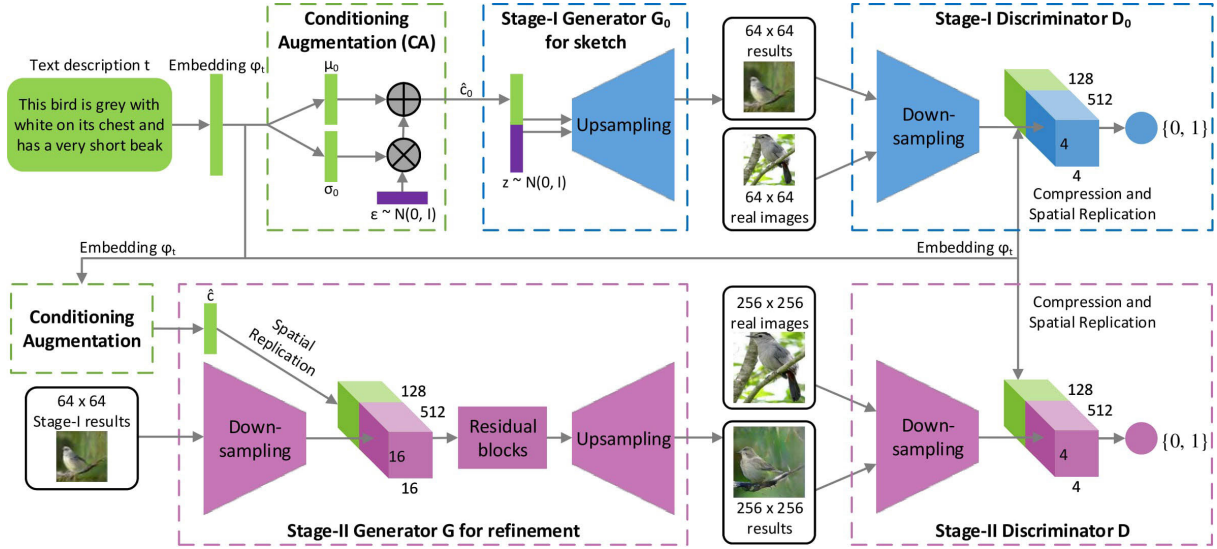 Conditioning
Augmentation (CA)
Stage-I Generator G₀
for sketch
Stage-I Discriminator D₀
Text description t
Embedding φₜ
This bird is grey with
white on its chest and
has a very short beak
μ₀
σ₀
ε ~ N(0, I)
ĉ₀
z ~ N(0, I)
Upsampling
64 x 64
results
64 x 64
real images
Down-
sampling
128
512
4
4
{0, 1}
Compression and
Spatial Replication
Embedding φₜ
Embedding φₜ
Conditioning
Augmentation
ĉ
Spatial
Replication
64 x 64
Stage-I results
Down-
sampling
128
512
16
16
Residual
blocks
Upsampling
Stage-II Generator G for refinement
256 x 256
real images
256 x 256
results
Compression and
Spatial Replication
Down-
sampling
128
512
4
4
{0, 1}
Stage-II Discriminator D